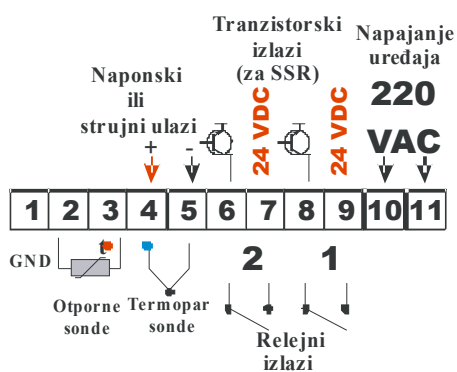 Tranzistorski
izlazi
(za SSR)
Napajanje
uređaja
220
VAC
Naponski
ili
strujni ulazi
+ -
24 VDC
24 VDC
1 2 3 4 5 6 7 8 9 10 11
GND
t
2 1
Otporne
sonde
Termopar
sonde
Relejni
izlazi